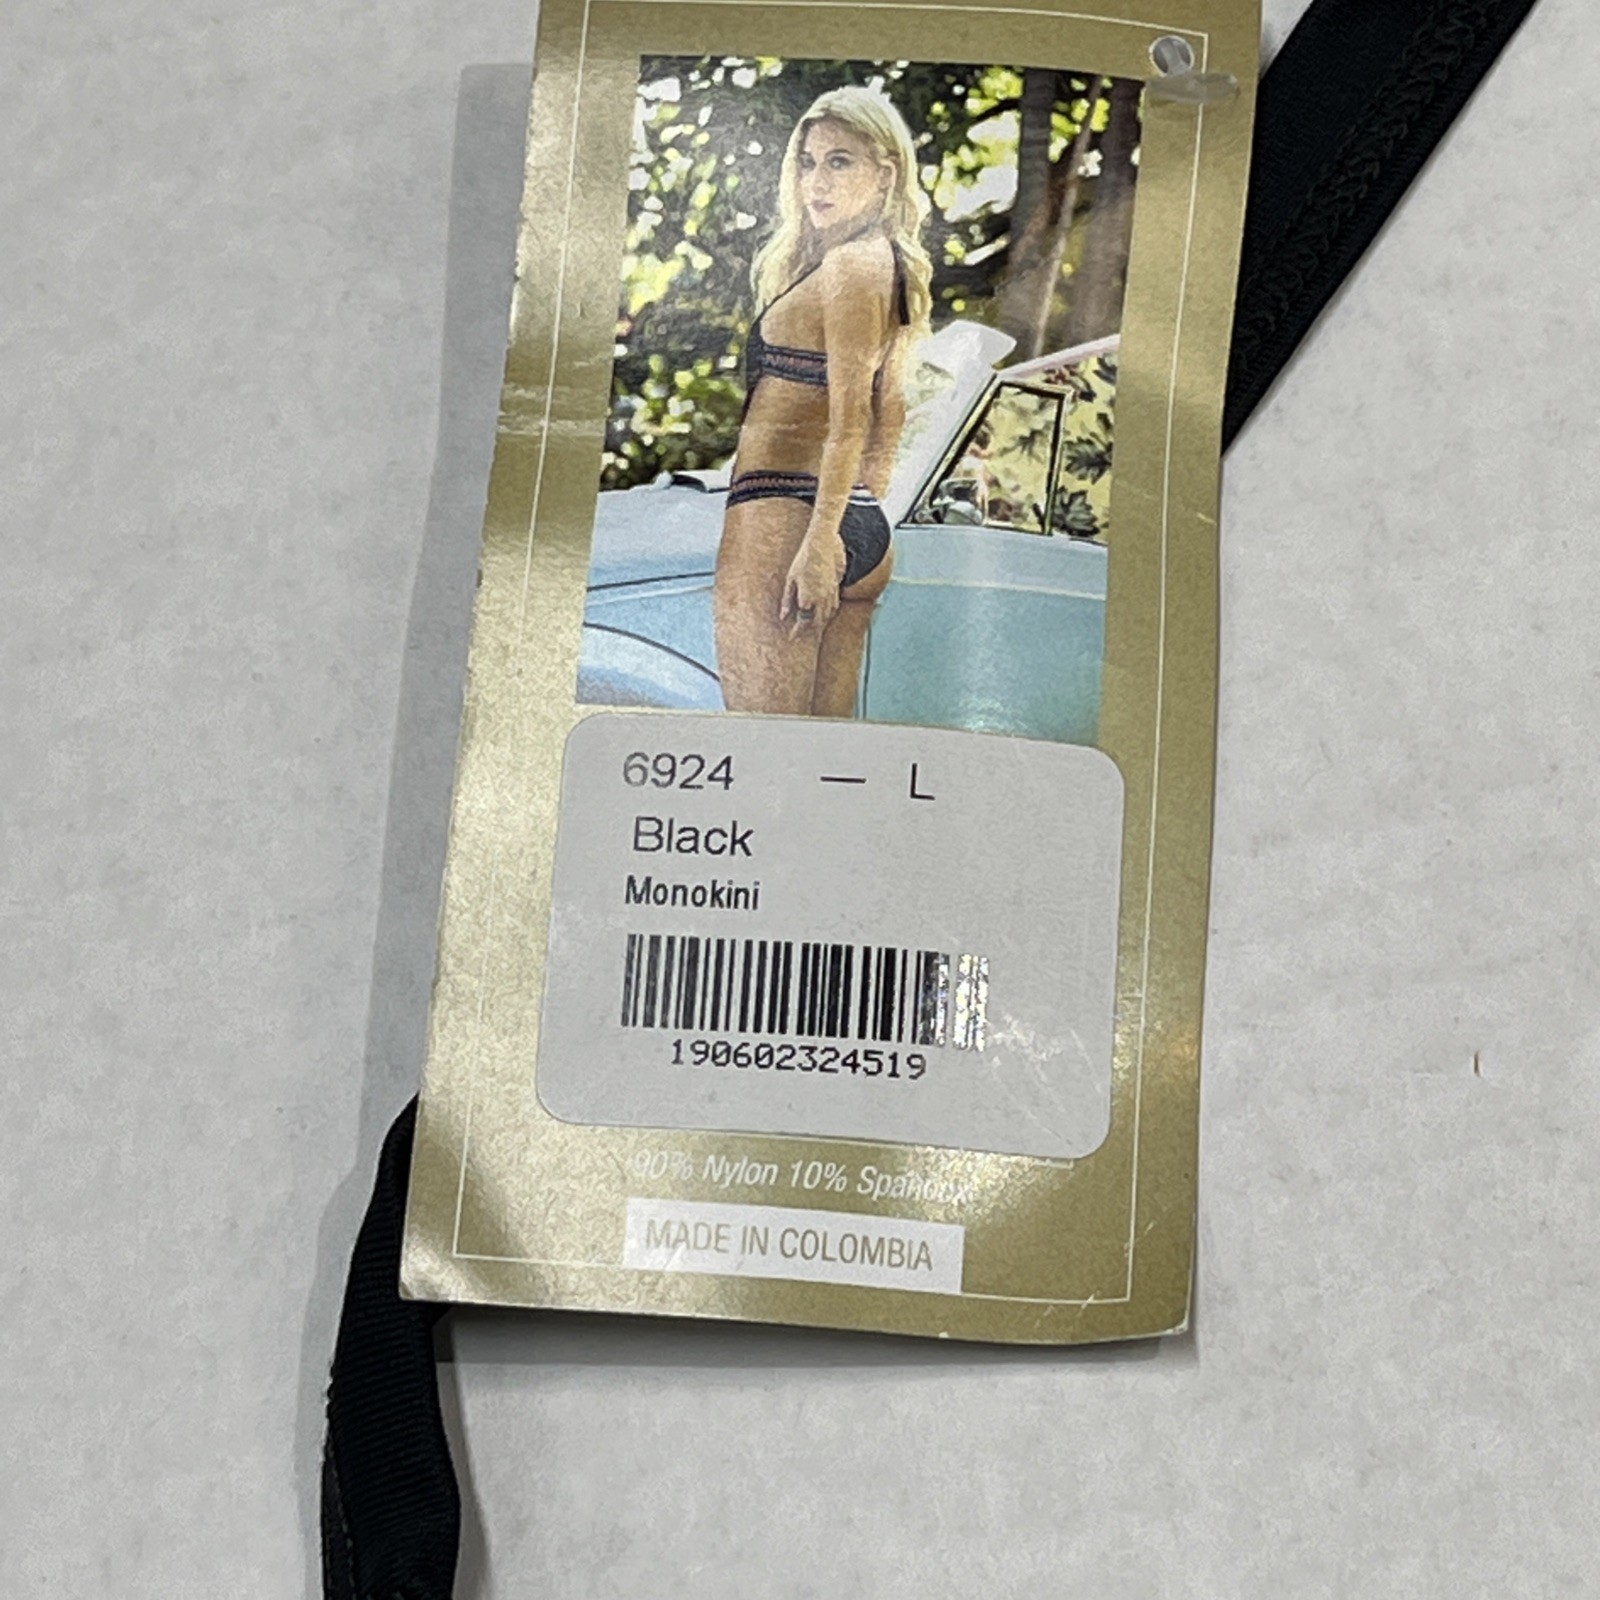 6924 — L
Black
Monokini
190602324519
90% Nylon 10% Spandex
MADE IN COLOMBIA